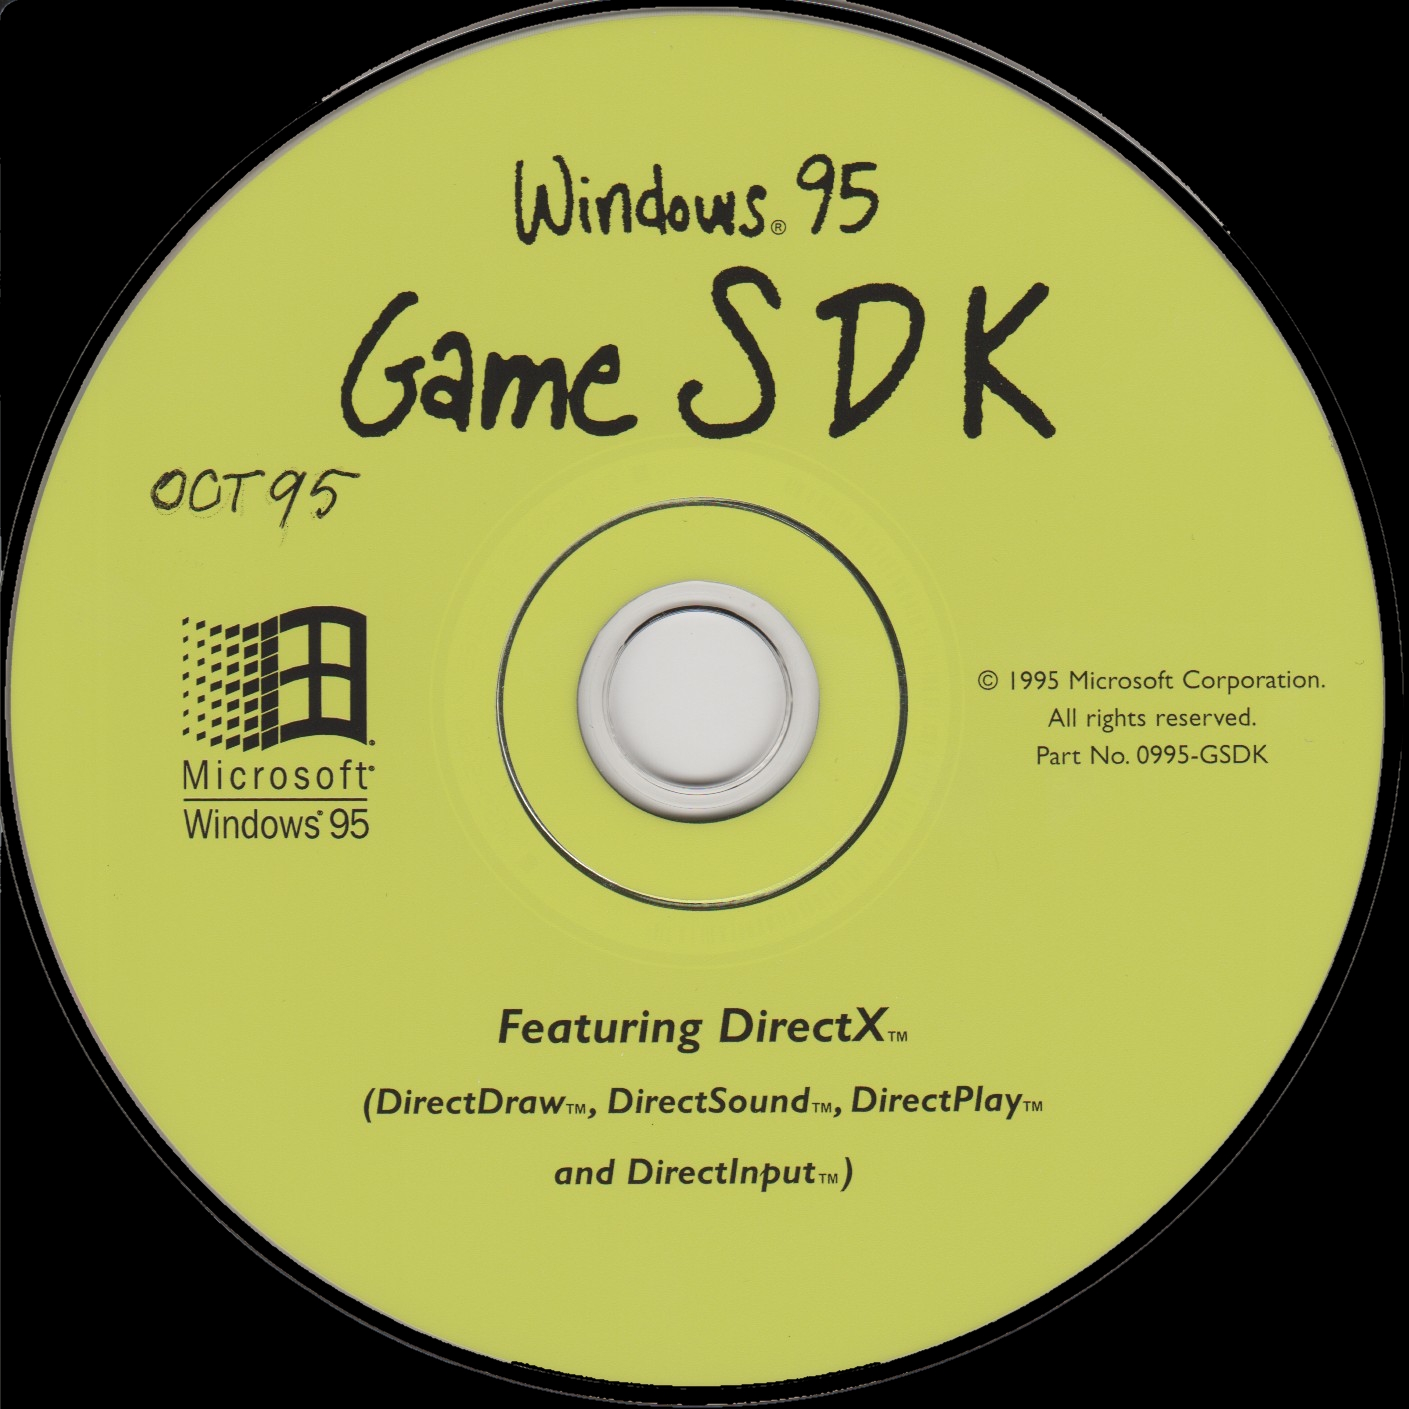 Windows® 95
Game SDK
OCT 95
Microsoft®
Windows® 95
© 1995 Microsoft Corporation.
All rights reserved.
Part No. 0995-GSDK
Featuring DirectX™
(DirectDraw™, DirectSound™, DirectPlay™
and DirectInput™)